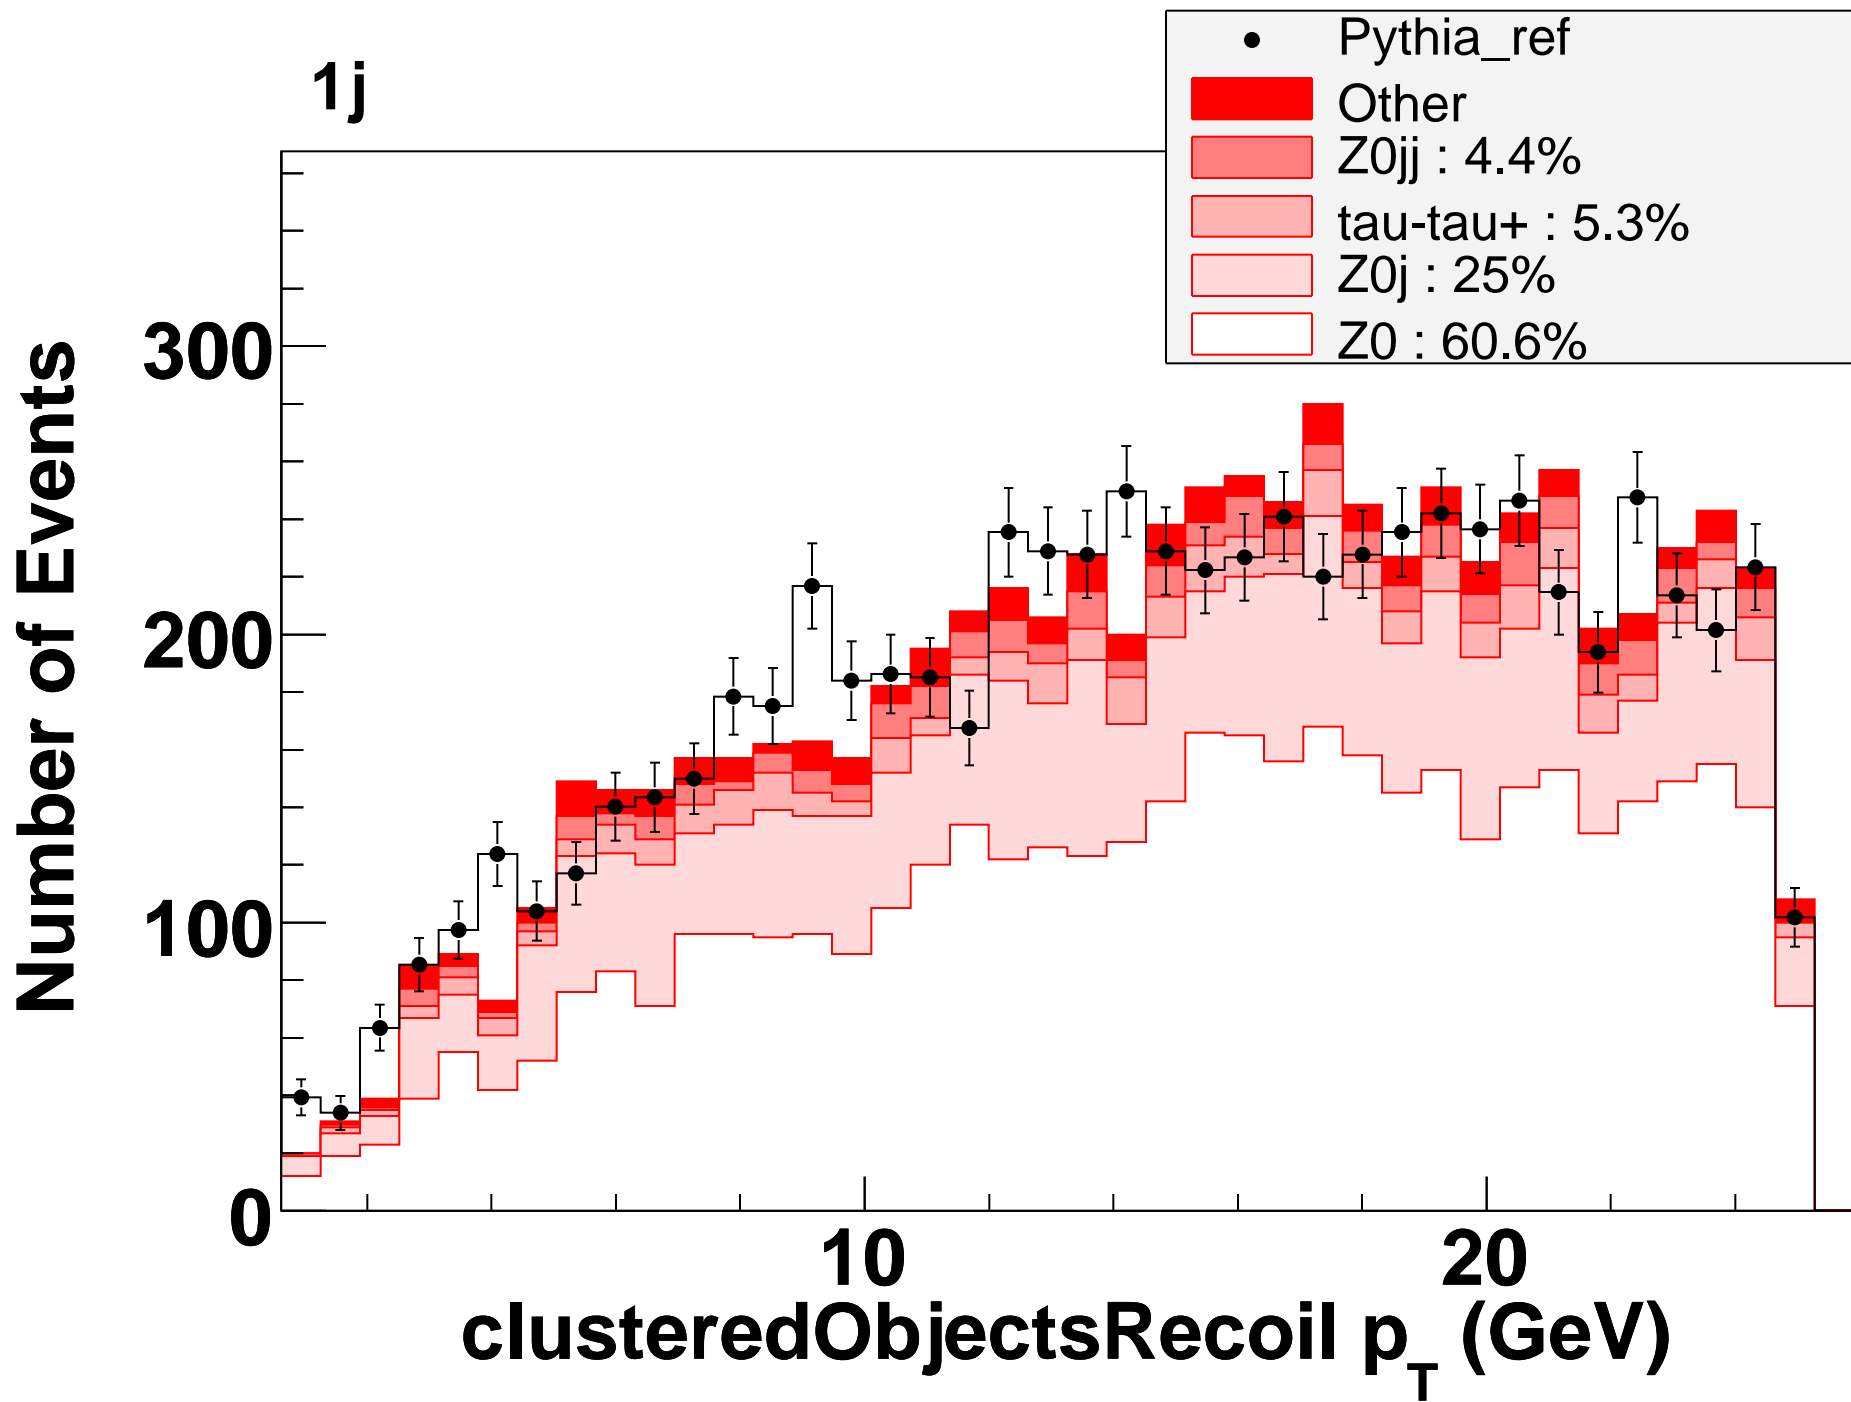 1j
Pythia_ref
Other
Z0jj : 4.4%
tau-tau+ : 5.3%
Z0j : 25%
Z0 : 60.6%
Number of Events
300
200
100
0
10
20
clusteredObjectsRecoil p_T (GeV)